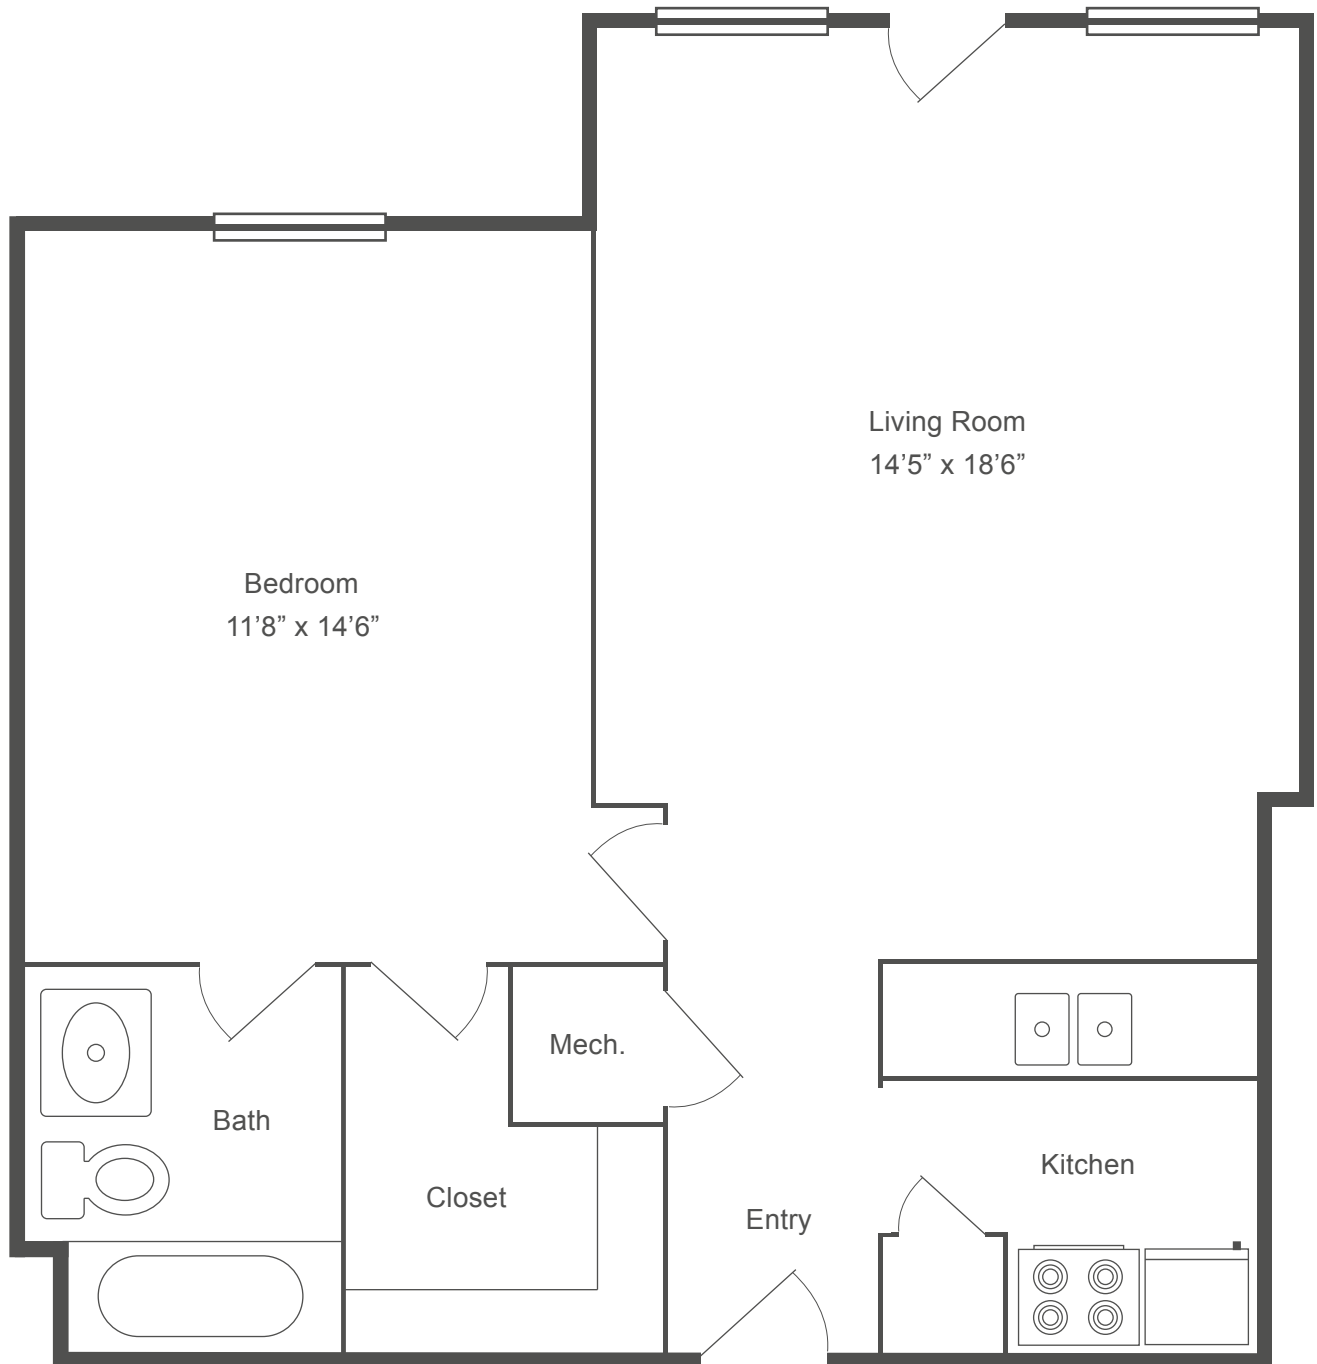 Living Room
14’5” x 18’6”
Bedroom
11’8” x 14’6”
Mech.
Bath
Kitchen
Closet
Entry